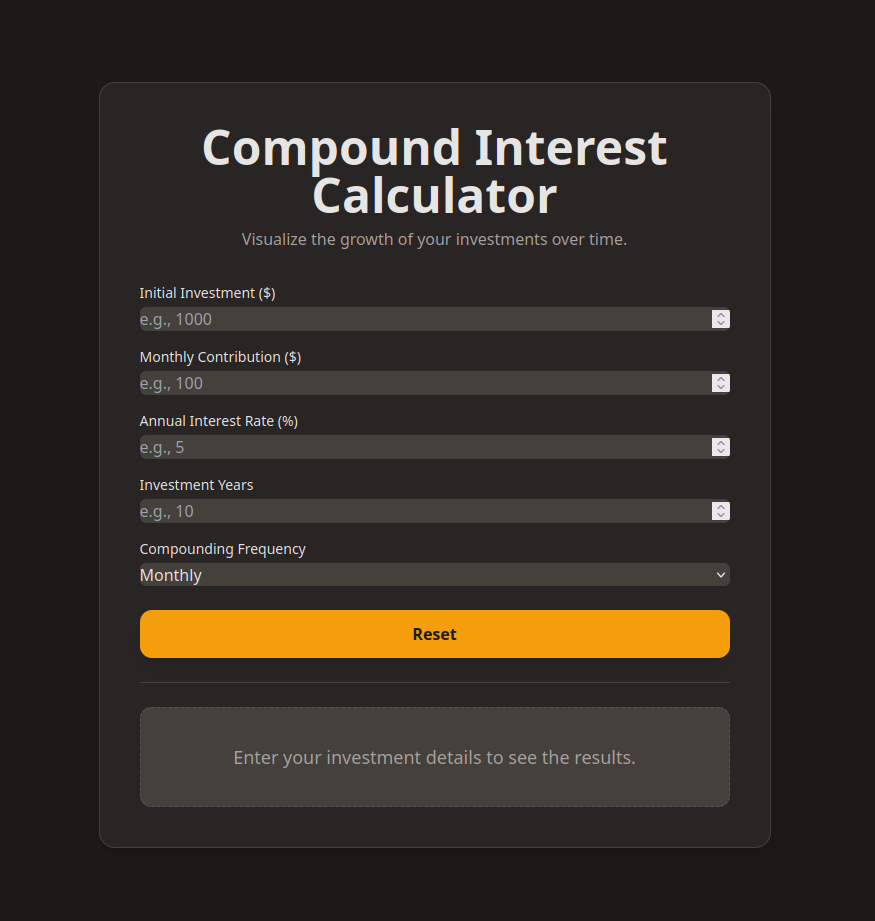 Compound Interest
Calculator
Visualize the growth of your investments over time.
Initial Investment ($)
e.g., 1000
Monthly Contribution ($)
e.g., 100
Annual Interest Rate (%)
e.g., 5
Investment Years
e.g., 10
Compounding Frequency
Monthly
Reset
Enter your investment details to see the results.